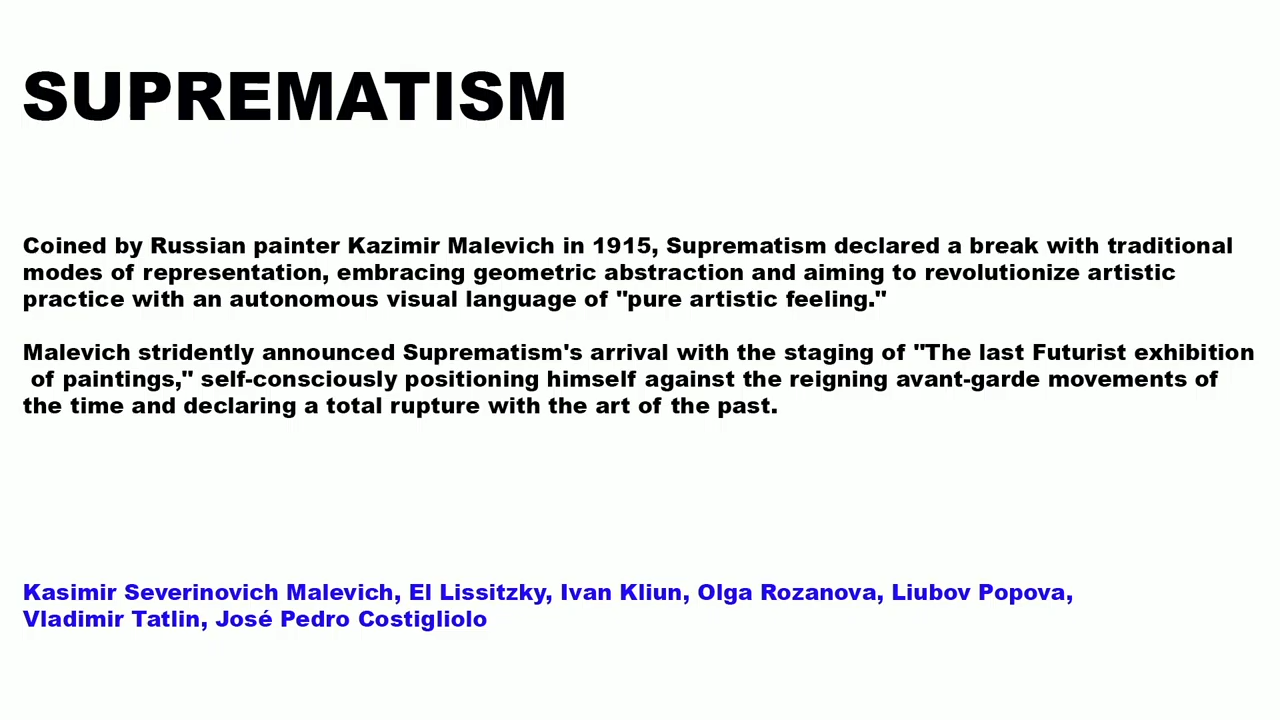 SUPREMATISM
Coined by Russian painter Kazimir Malevich in 1915, Suprematism declared a break with traditional
modes of representation, embracing geometric abstraction and aiming to revolutionize artistic
practice with an autonomous visual language of "pure artistic feeling."
Malevich stridently announced Suprematism's arrival with the staging of "The last Futurist exhibition
of paintings," self-consciously positioning himself against the reigning avant-garde movements of
the time and declaring a total rupture with the art of the past.
Kasimir Severinovich Malevich, El Lissitzky, Ivan Kliun, Olga Rozanova, Liubov Popova,
Vladimir Tatlin, José Pedro Costigliolo